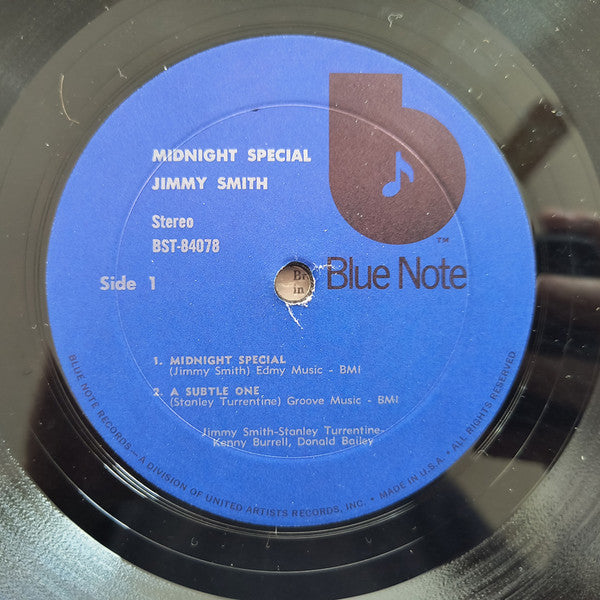 MIDNIGHT SPECIAL
JIMMY SMITH
Stereo
BST-84078
Side 1
TM
Blue Note
Br
in
1. MIDNIGHT SPECIAL
(Jimmy Smith) Edmy Music - BMI
2. A SUBTLE ONE
(Stanley Turrentine) Groove Music - BMI
Jimmy Smith-Stanley Turrentine-
Kenny Burrell, Donald Bailey
BLUE NOTE RECORDS—A DIVISION OF UNITED ARTISTS RECORDS, INC. • MADE IN U.S.A. • ALL RIGHTS RESERVED.